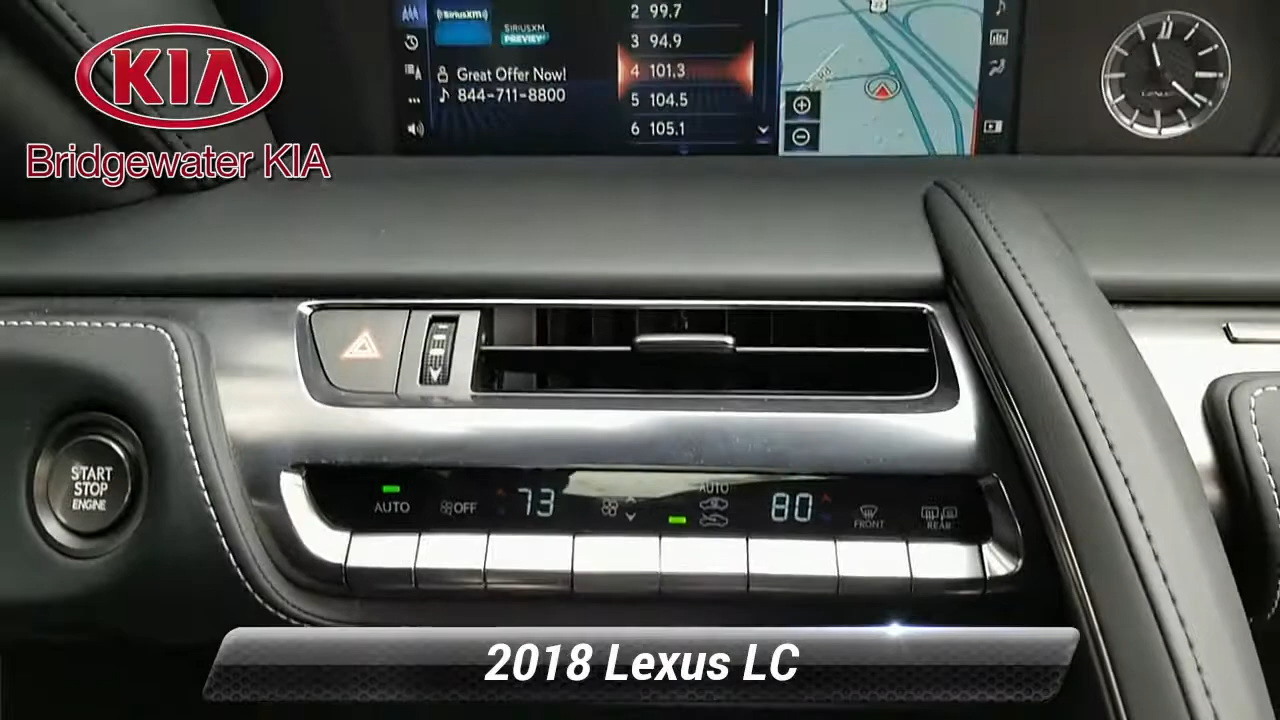 KIA
Bridgewater KIA
((SiriusXM))
SIRIUSXM
PREVIEW
Great Offer Now!
844-711-8800
2 99.7
3 94.9
4 101.3
5 104.5
6 105.1
LEXUS
START
STOP
ENGINE
AUTO
OFF
73
AUTO
80
FRONT
REAR
2018 Lexus LC